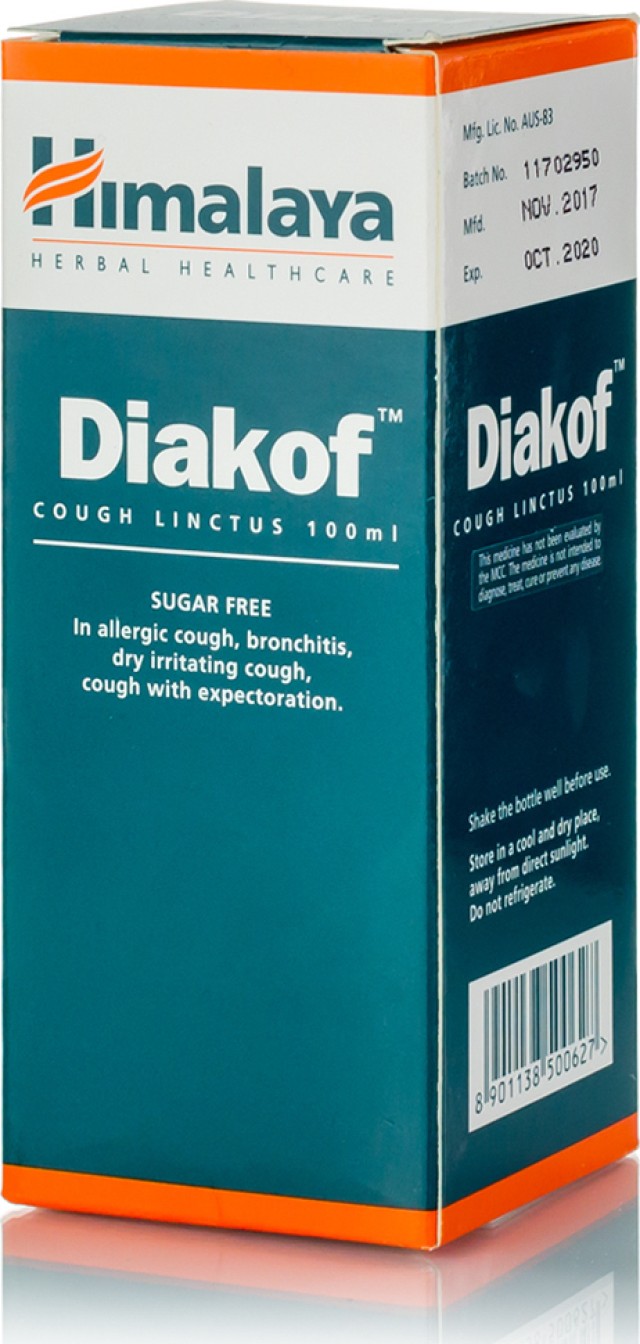 Himalaya
HERBAL HEALTHCARE
Diakof™
COUGH LINCTUS 100ml
SUGAR FREE
In allergic cough, bronchitis,
dry irritating cough,
cough with expectoration.
Mfg. Lic. No. AUS-83
Batch No. 11702950
Mfd. NOV.2017
Exp. OCT.2020
Diakof™
COUGH LINCTUS 100ml
This medicine has not been evaluated by
the MCC. The medicine is not intended to
diagnose, treat, cure or prevent any disease.
Shake the bottle well before use.
Store in a cool and dry place,
away from direct sunlight.
Do not refrigerate.
8 901138 500627 >